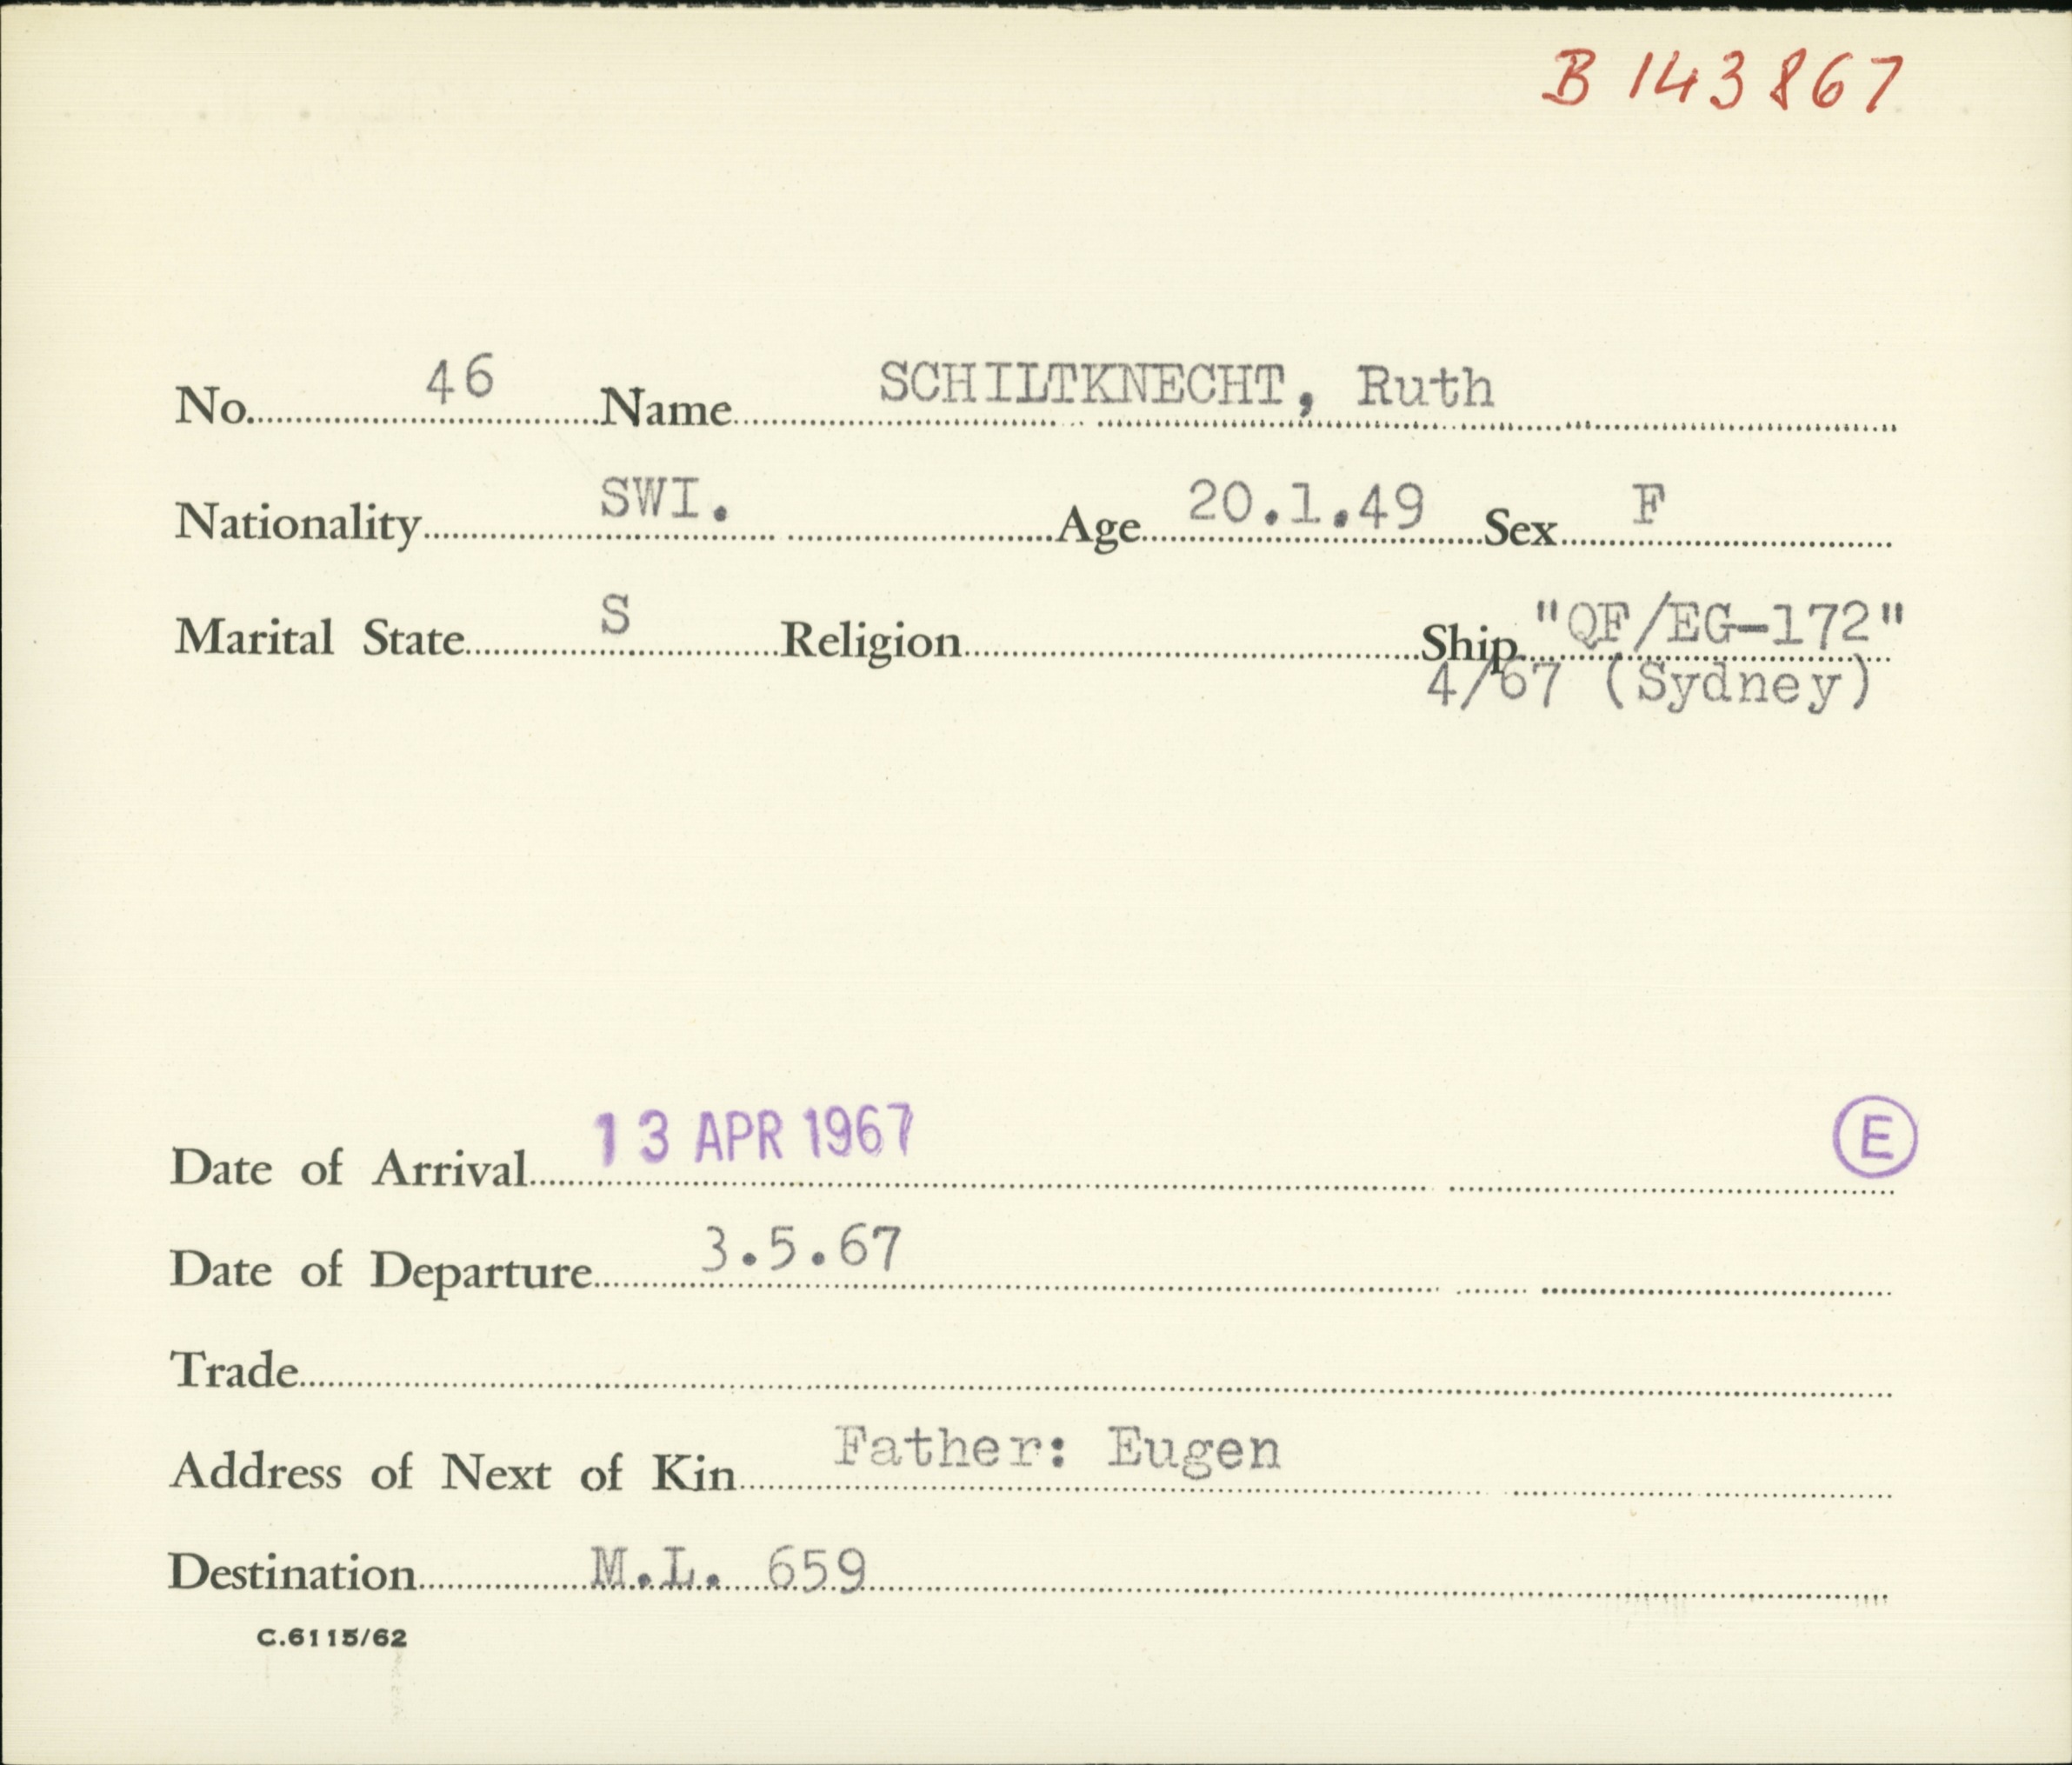 B 143867
No. 46 Name SCHILTKNECHT, Ruth
Nationality SWI. Age 20.1.49 Sex F
Marital State S Religion Ship "QF/EG-172"
4/67 (Sydney)
Date of Arrival 13 APR 1967 E
Date of Departure 3.5.67
Trade
Address of Next of Kin Father: Eugen
Destination M.L. 659
C.6115/62